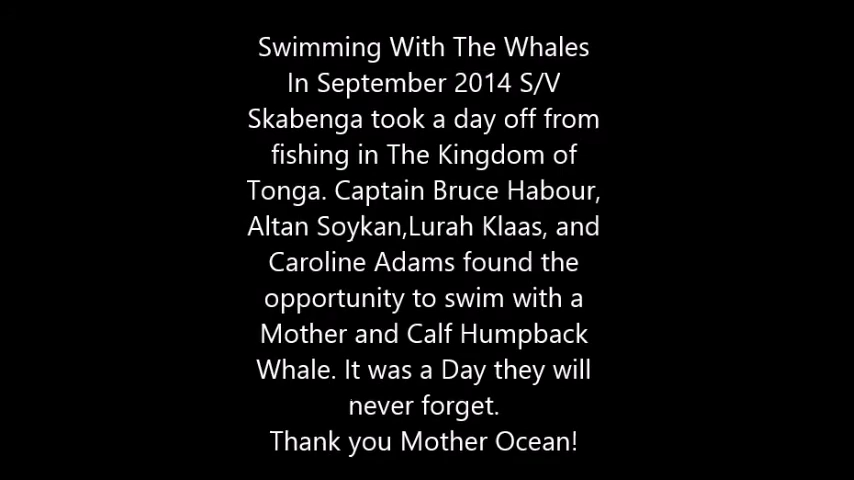 Swimming With The Whales
In September 2014 S/V
Skabenga took a day off from
fishing in The Kingdom of
Tonga. Captain Bruce Habour,
Altan Soykan,Lurah Klaas, and
Caroline Adams found the
opportunity to swim with a
Mother and Calf Humpback
Whale. It was a Day they will
never forget.
Thank you Mother Ocean!